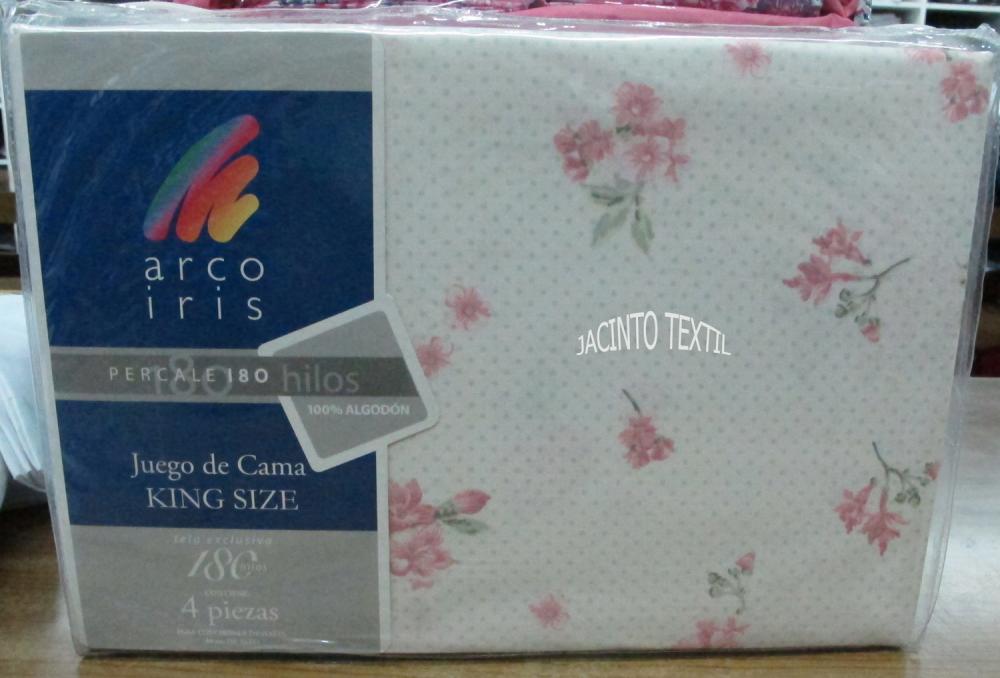 arco
iris
PERCALE 180 hilos
100% ALGODÓN
Juego de Cama
KING SIZE
tela exclusiva
180 hilos
CONTIENE:
4 piezas
JACINTO TEXTIL